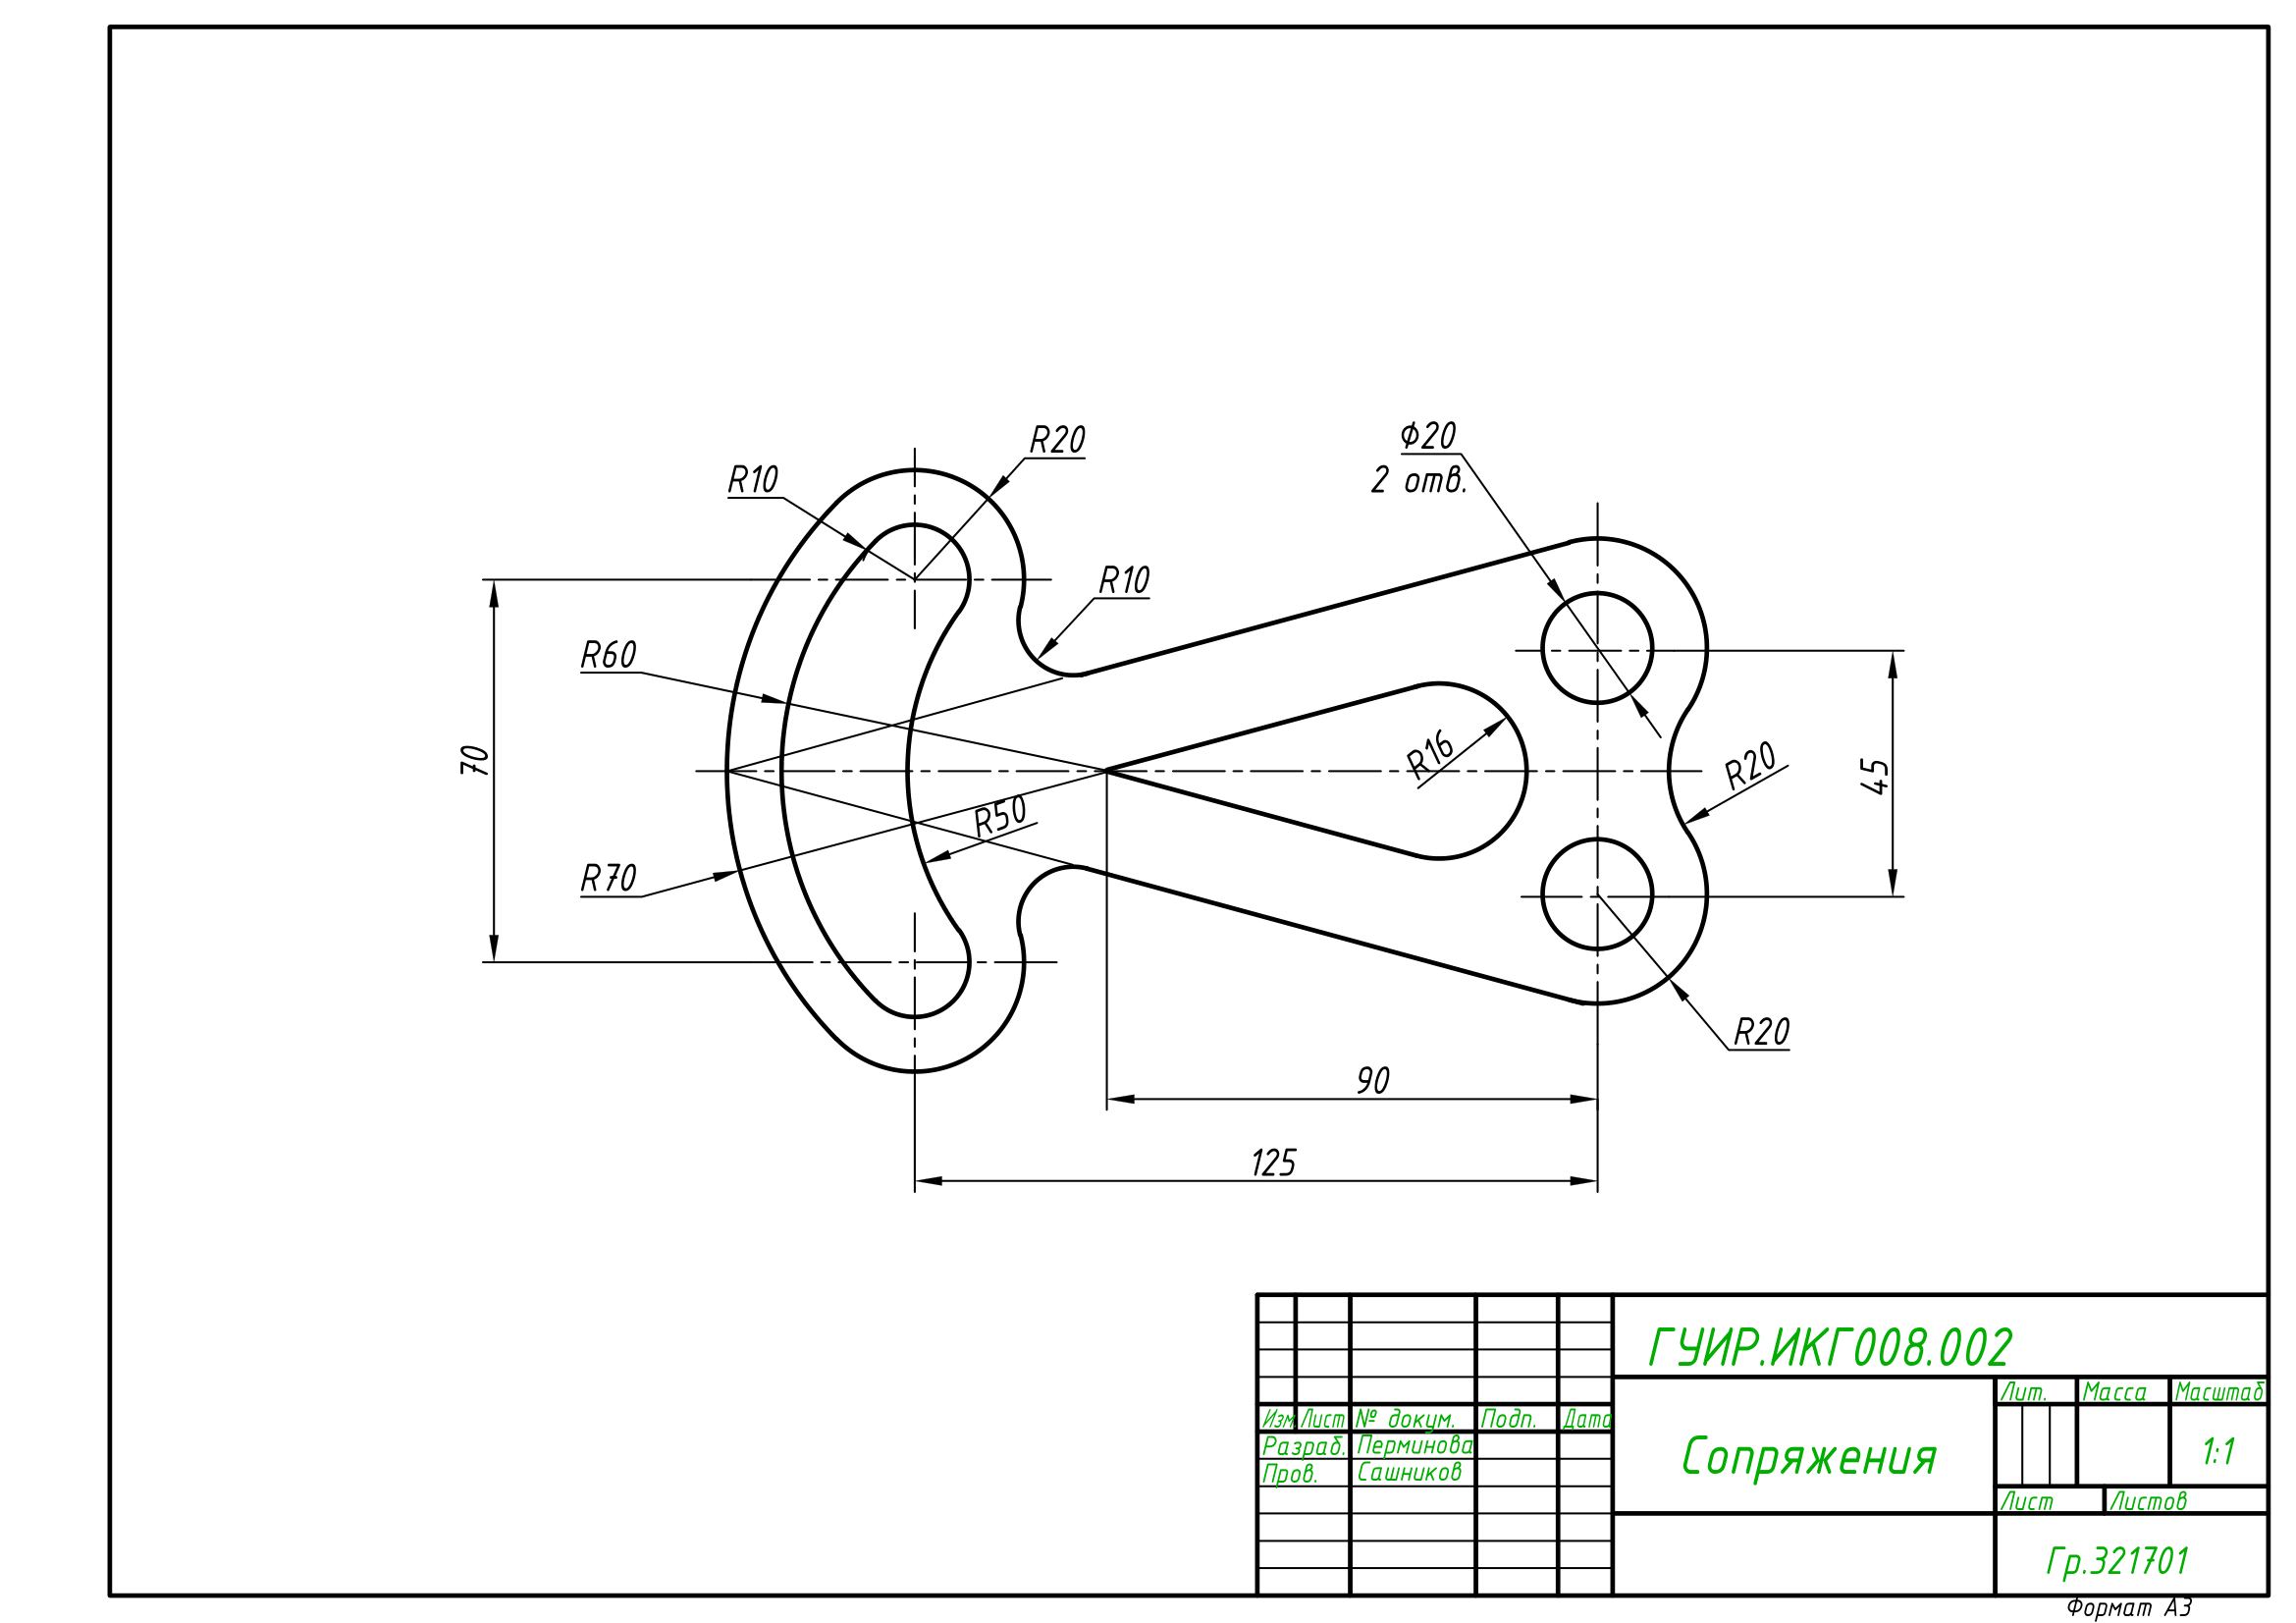 R20
Ф20
R10
2 отв.
R10
R60
70
R16
R20
45
R50
R70
R20
90
125
ГУИР.ИКГ008.002
Лит. Масса Масштаб
Изм Лист № докум. Подп. Дата
Разраб. Перминова
Сопряжения
1:1
Пров. Сашников
Лист Листов
Гр.321701
Формат А3